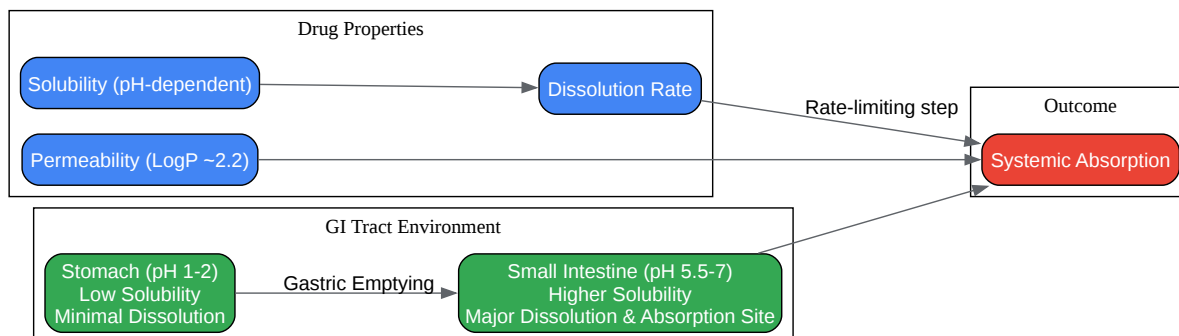 Drug Properties
Solubility (pH-dependent)
Dissolution Rate
Permeability (LogP ~2.2)
Rate-limiting step
Outcome
Systemic Absorption
GI Tract Environment
Stomach (pH 1-2)
Low Solubility
Minimal Dissolution
Gastric Emptying
Small Intestine (pH 5.5-7)
Higher Solubility
Major Dissolution & Absorption Site